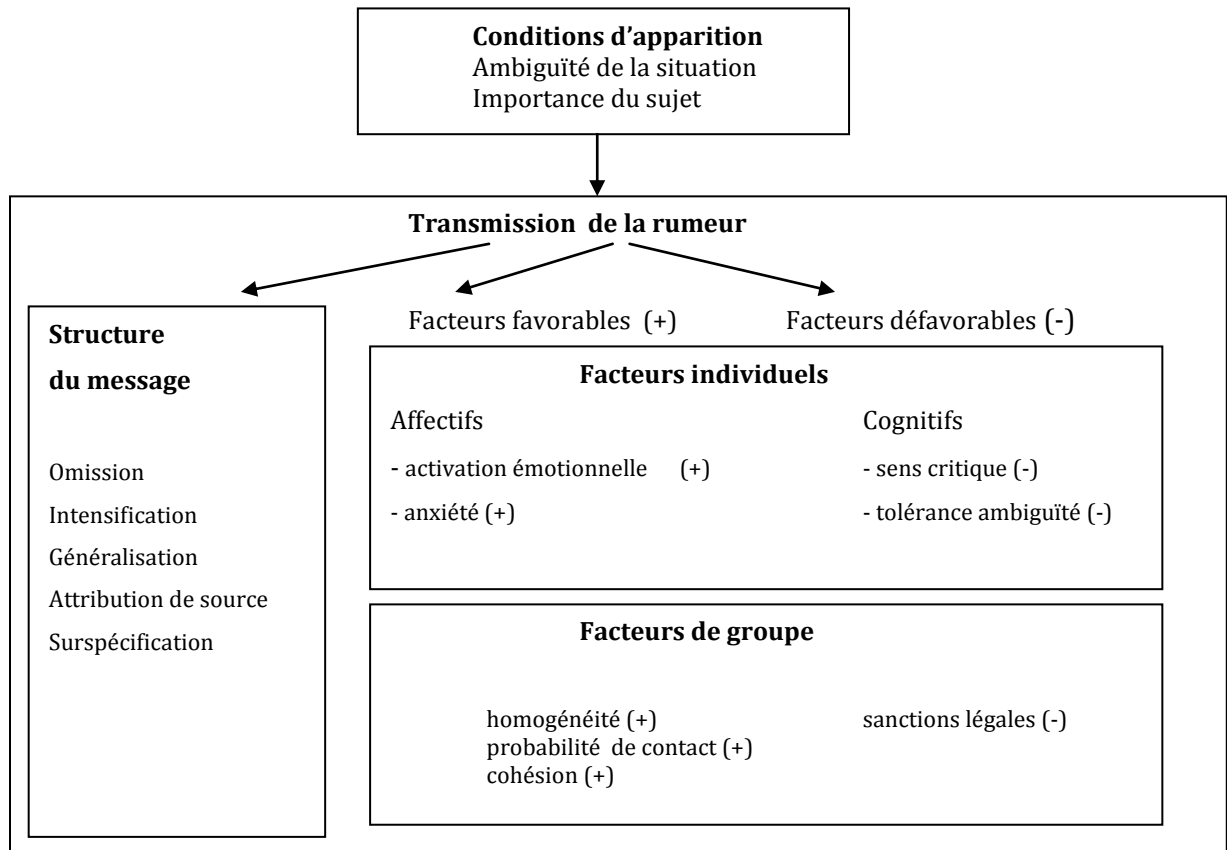 Conditions d’apparition
Ambiguïté de la situation
Importance du sujet
Transmission de la rumeur
Structure
du message
Omission
Intensification
Généralisation
Attribution de source
Surspécification
Facteurs favorables (+)
Facteurs défavorables (-)
Facteurs individuels
Affectifs
- activation émotionnelle (+)
- anxiété (+)
Cognitifs
- sens critique (-)
- tolérance ambiguïté (-)
Facteurs de groupe
homogénéité (+)
probabilité de contact (+)
cohésion (+)
sanctions légales (-)